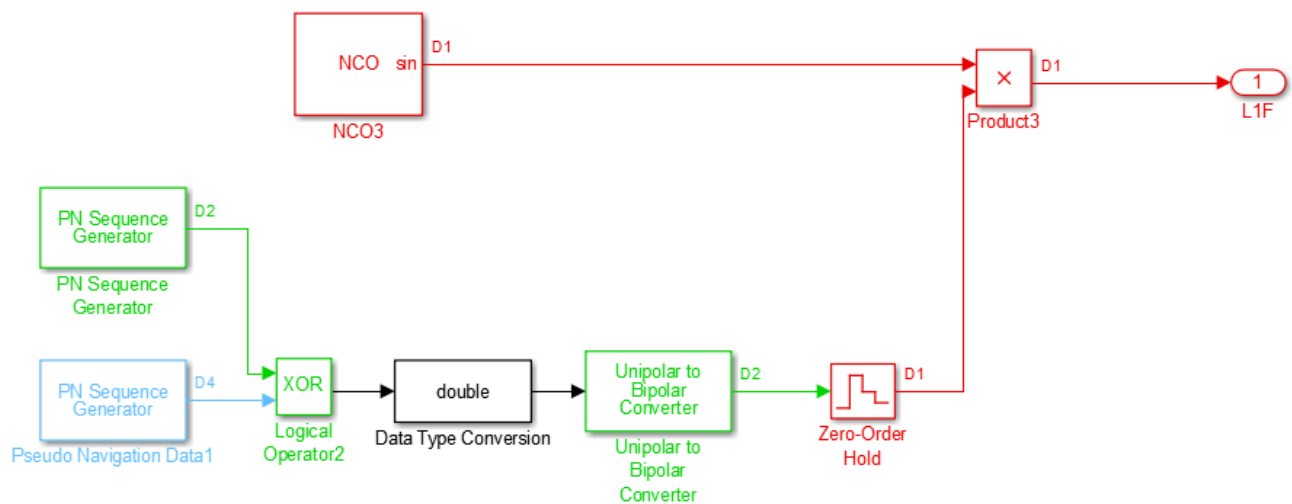 NCO
sin
D1
NCO3
×
D1
Product3
1
L1F
PN Sequence
Generator
D2
PN Sequence
Generator
PN Sequence
Generator
D4
Pseudo Navigation Data1
XOR
Logical
Operator2
double
Data Type Conversion
Unipolar to
Bipolar
Converter
D2
Unipolar to
Bipolar
Converter
D1
Zero-Order
Hold